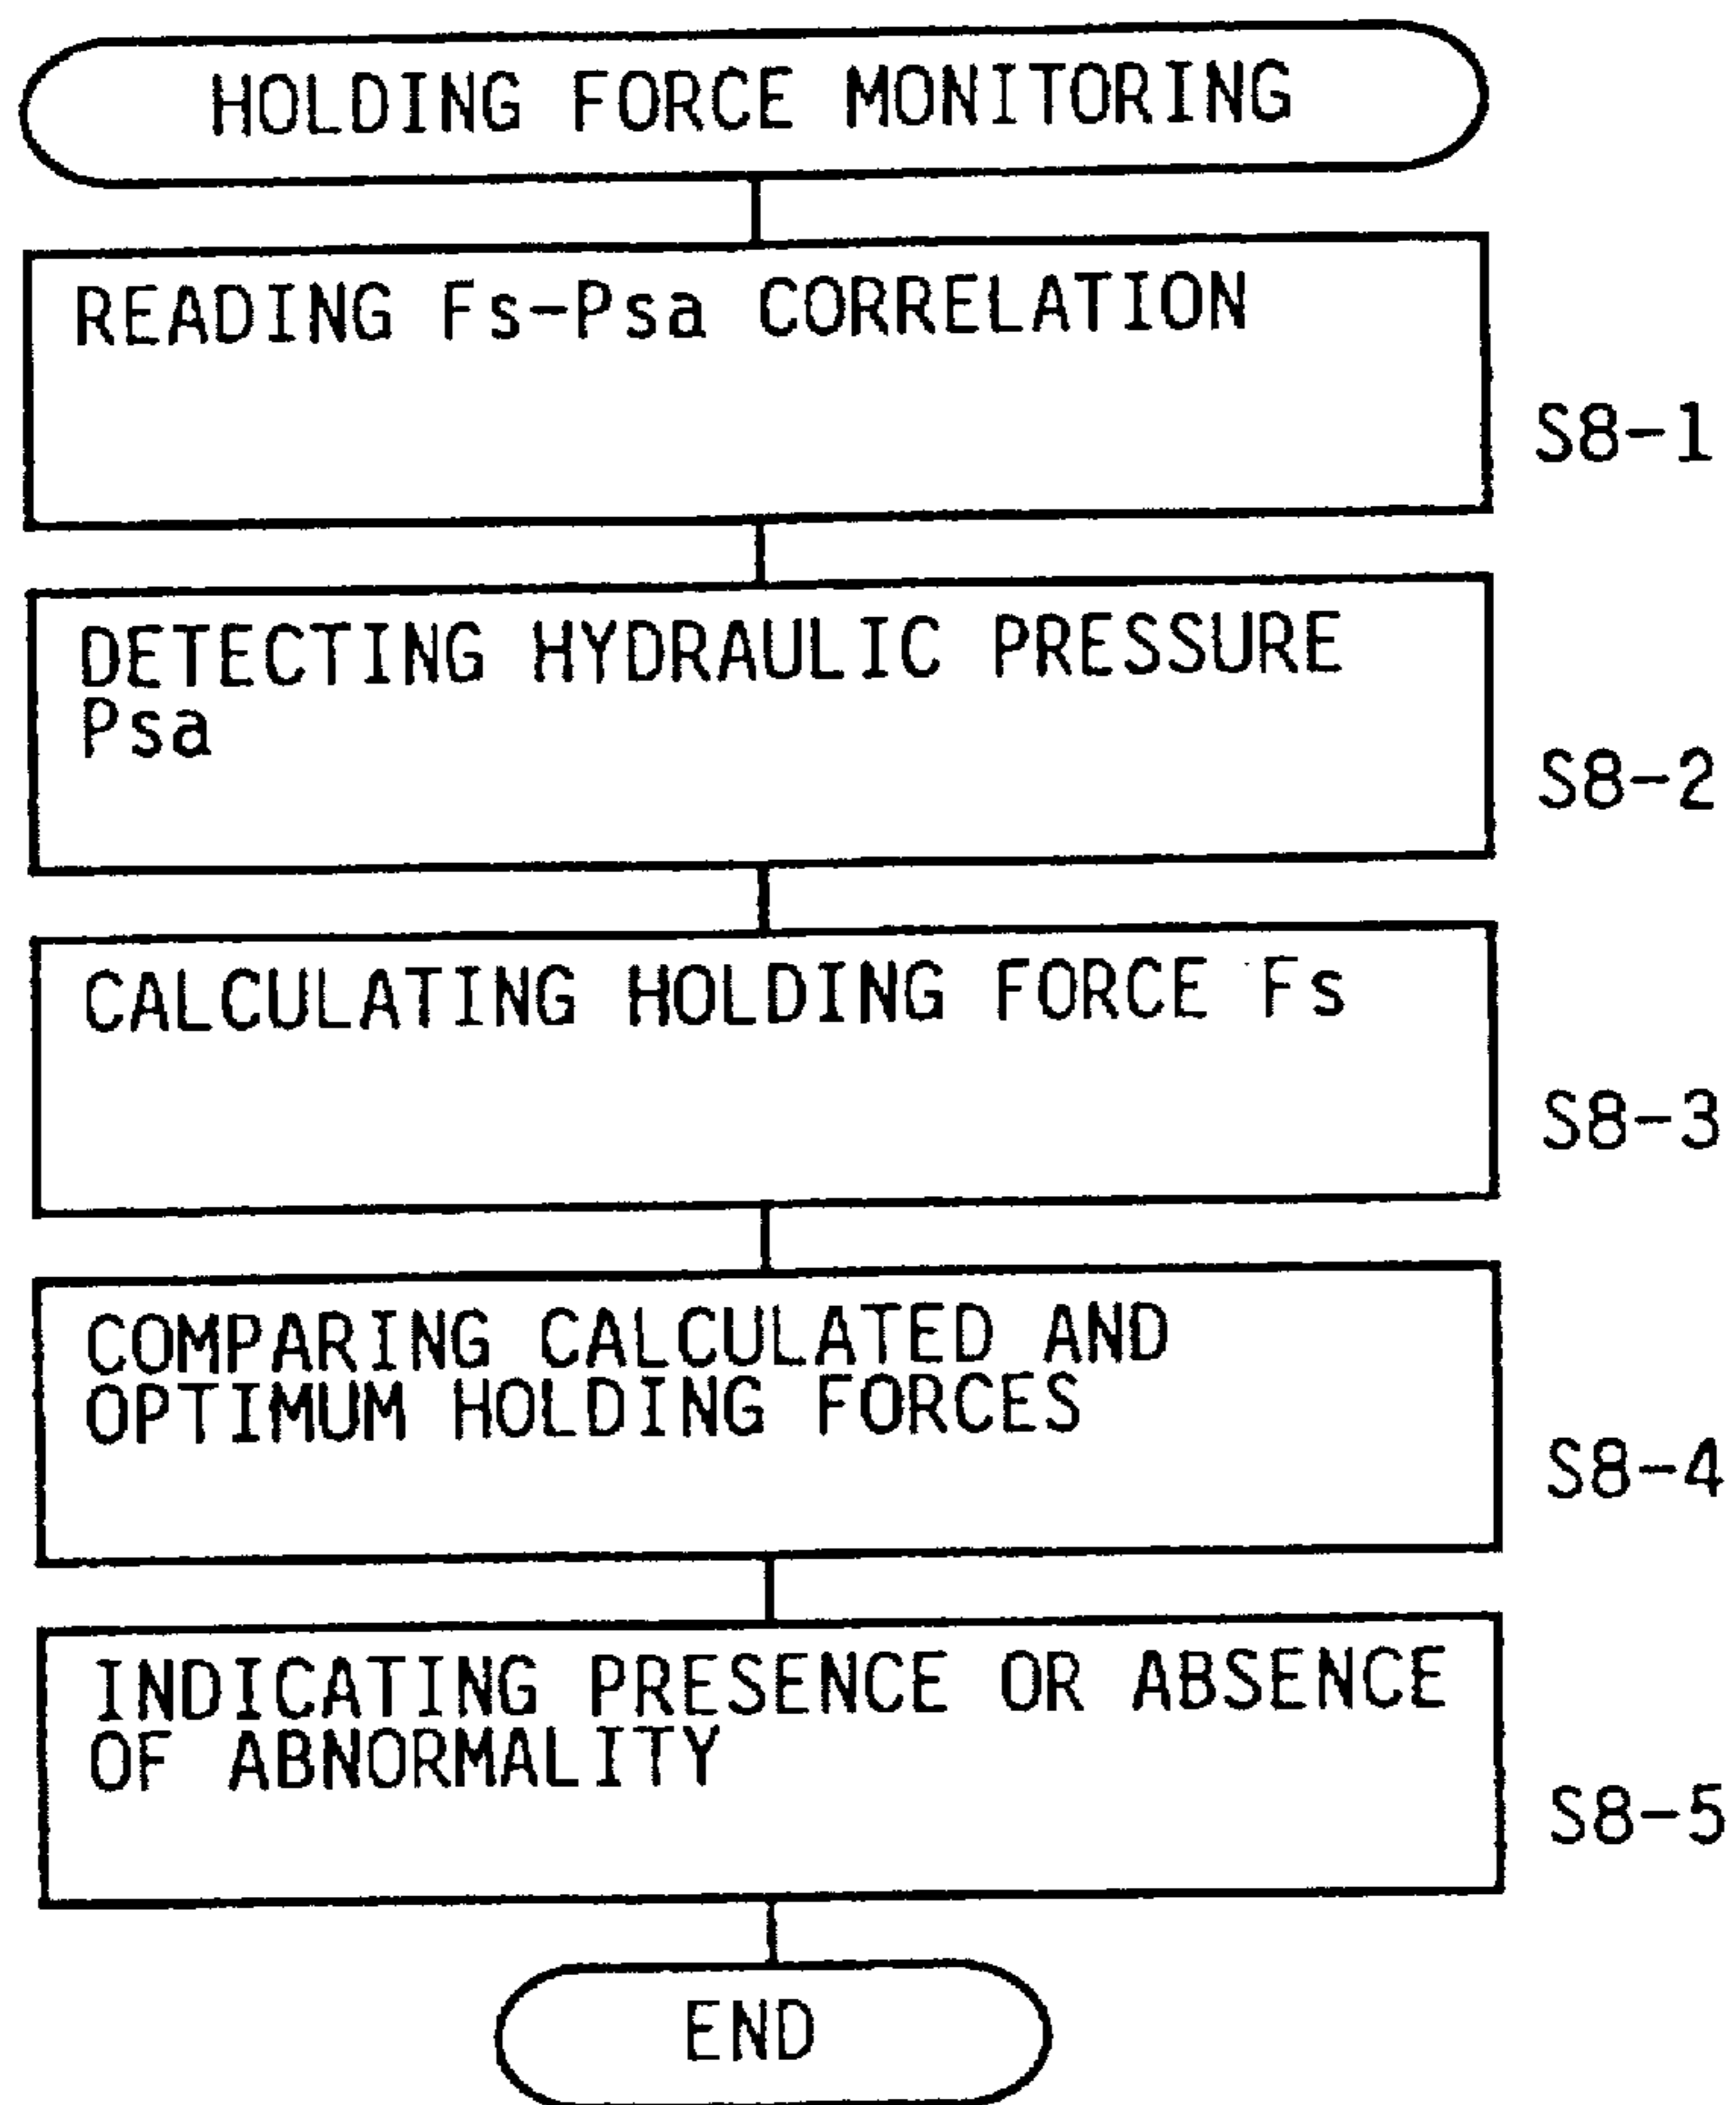 HOLDING FORCE MONITORING
READING Fs-Psa CORRELATION
S8-1
DETECTING HYDRAULIC PRESSURE
Psa
S8-2
CALCULATING HOLDING FORCE Fs
S8-3
COMPARING CALCULATED AND
OPTIMUM HOLDING FORCES
S8-4
INDICATING PRESENCE OR ABSENCE
OF ABNORMALITY
S8-5
END